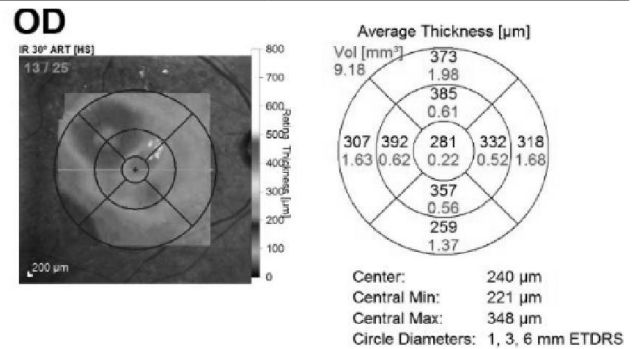 OD
IR 30° ART [HS]
13 / 25
800
700
600
500
400
300
200
100
0
Retina Thickness [µm]
200 µm
Average Thickness [µm]
Vol [mm³]
9.18
373
1.98
385
0.61
307 392 281 332 318
1.63 0.62 0.22 0.52 1.68
357
0.56
259
1.37
Center: 240 µm
Central Min: 221 µm
Central Max: 348 µm
Circle Diameters: 1, 3, 6 mm ETDRS